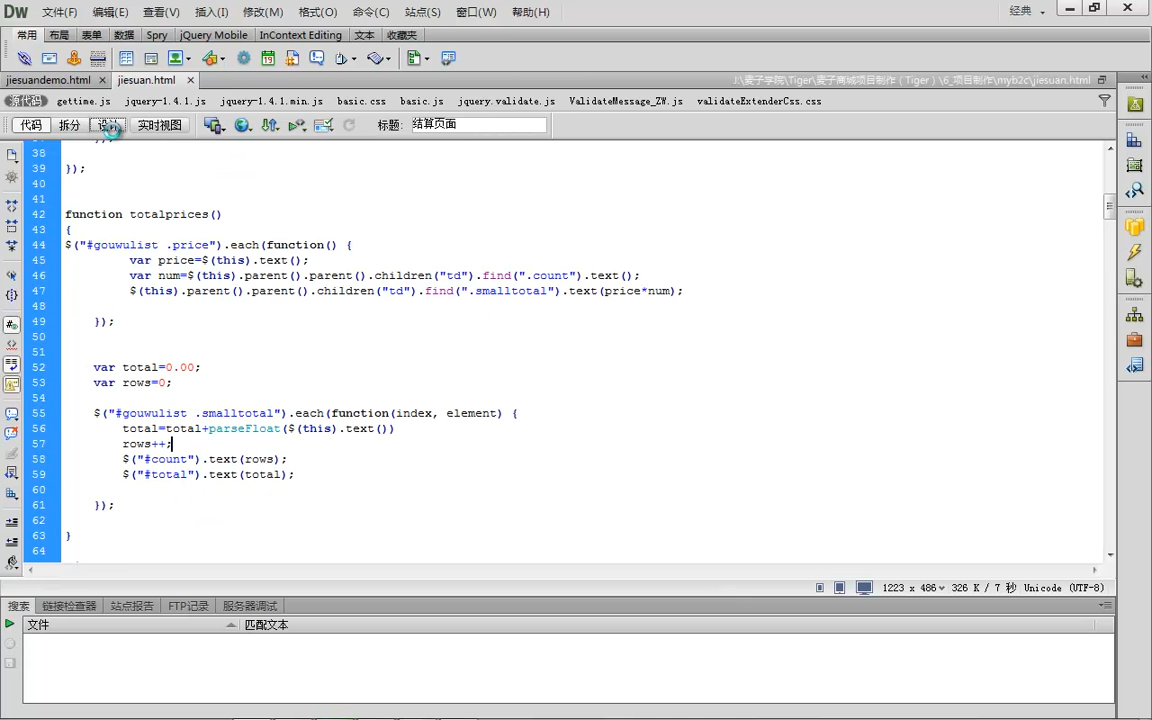 Dw 文件(F) 编辑(E) 查看(V) 插入(I) 修改(M) 格式(O) 命令(C) 站点(S) 窗口(W) 帮助(H) 经典
常用 布局 表单 数据 Spry jQuery Mobile InContext Editing 文本 收藏夹
jiesuandemo.html jiesuan.html J:\麦子学院\Tiger\麦子商城项目制作 (Tiger) \6_项目制作\myb2c\jiesuan.html
源代码 gettime.js jquery-1.4.1.js jquery-1.4.1.min.js basic.css basic.js jquery.validate.js ValidateMessage_ZW.js validateExtenderCss.css
代码 拆分 实时视图 标题: 结算页面
38
39 });
40
41
42 function totalprices()
43 {
44 $("#gouwulist .price").each(function() {
45 var price=$(this).text();
46 var num=$(this).parent().parent().children("td").find(".count").text();
47 $(this).parent().parent().children("td").find(".smalltotal").text(price*num);
48
49 });
50
51
52 var total=0.00;
53 var rows=0;
54
55 $("#gouwulist .smalltotal").each(function(index, element) {
56 total=total+parseFloat($(this).text())
57 rows++;
58 $("#count").text(rows);
59 $("#total").text(total);
60
61 });
62
63 }
64
1223 x 486 326 K / 7 秒 Unicode (UTF-8)
搜索 链接检查器 站点报告 FTP记录 服务器调试
文件 匹配文本